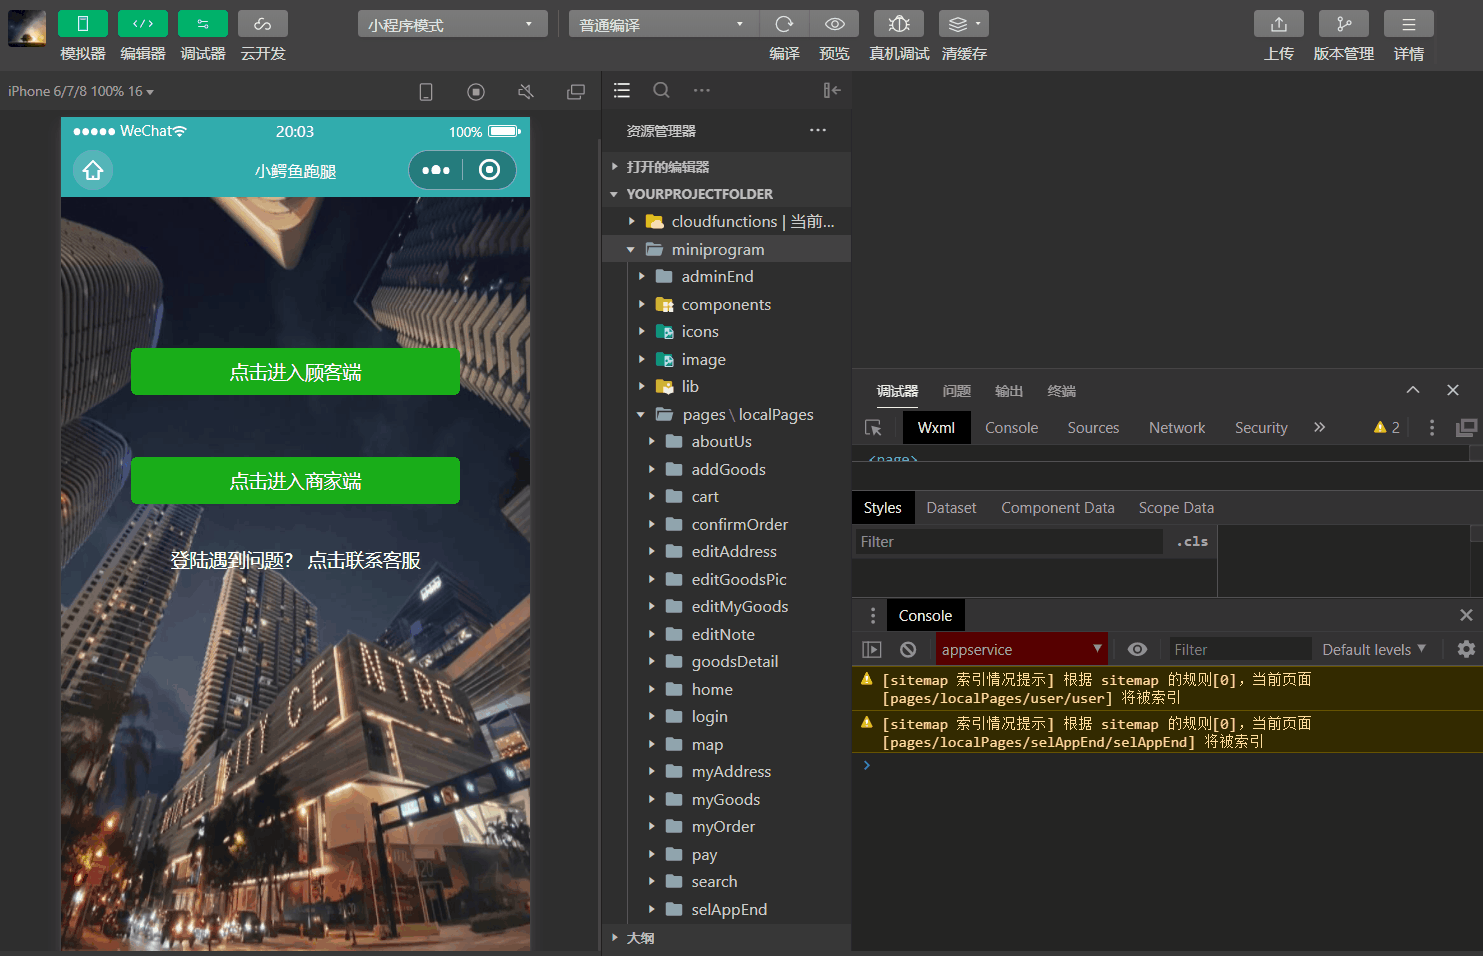 模拟器 编辑器 调试器 云开发
小程序模式
普通编译
编译 预览 真机调试 清缓存
上传 版本管理 详情
iPhone 6/7/8 100% 16
WeChat 20:03 100%
小鳄鱼跑腿
点击进入顾客端
点击进入商家端
登陆遇到问题? 点击联系客服
资源管理器
打开的编辑器
YOURPROJECTFOLDER
cloudfunctions | 当前...
miniprogram
adminEnd
components
icons
image
lib
pages \ localPages
aboutUs
addGoods
cart
confirmOrder
editAddress
editGoodsPic
editMyGoods
editNote
goodsDetail
home
login
map
myAddress
myGoods
myOrder
pay
search
selAppEnd
大纲
调试器 问题 输出 终端
Wxml Console Sources Network Security 2
<page>
Styles Dataset Component Data Scope Data
Filter .cls
Console
appservice Filter Default levels
[sitemap 索引情况提示] 根据 sitemap 的规则[0]，当前页面
[pages/localPages/user/user] 将被索引
[sitemap 索引情况提示] 根据 sitemap 的规则[0]，当前页面
[pages/localPages/selAppEnd/selAppEnd] 将被索引